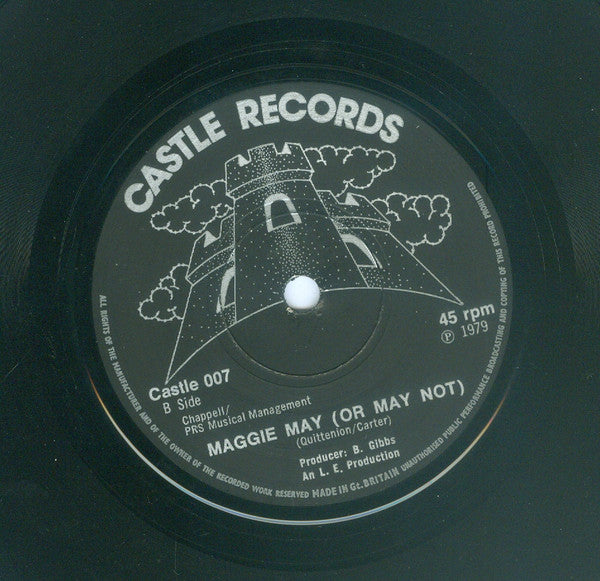 CASTLE RECORDS
45 rpm
Ⓟ 1979
Castle 007
B Side
Chappell/
PRS Musical Management
MAGGIE MAY (OR MAY NOT)
(Quittenion/Carter)
Producer: B. Gibbs
An L. E. Production
ALL RIGHTS OF THE MANUFACTURER AND OF THE OWNER OF THE RECORDED WORK RESERVED MADE IN Gt. BRITAIN UNAUTHORISED PUBLIC PERFORMANCE BROADCASTING AND COPYING OF THIS RECORD PROHIBITED